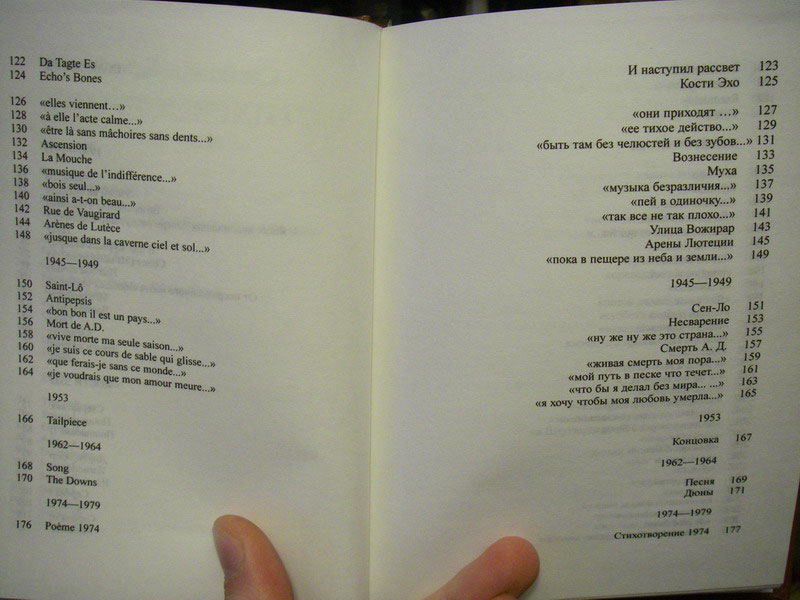 122 Da Tagte Es
124 Echo's Bones
126 «elles viennent…»
128 «à elle l'acte calme...»
130 «être là sans mâchoires sans dents...»
132 Ascension
134 La Mouche
136 «musique de l'indifférence...»
138 «bois seul...»
140 «ainsi a-t-on beau...»
142 Rue de Vaugirard
144 Arènes de Lutèce
148 «jusque dans la caverne ciel et sol...»
1945—1949
150 Saint-Lô
152 Antipepsis
154 «bon bon il est un pays...»
156 Mort de A.D.
158 «vive morte ma seule saison...»
160 «je suis ce cours de sable qui glisse...»
162 «que ferais-je sans ce monde...»
164 «je voudrais que mon amour meure...»
1953
166 Tailpiece
1962—1964
168 Song
170 The Downs
1974—1979
176 Poème 1974
И наступил рассвет 123
Кости Эхо 125
«они приходят …» 127
«ее тихое действо...» 129
«быть там без челюстей и без зубов...» 131
Вознесение 133
Муха 135
«музыка безразличия...» 137
«пей в одиночку...» 139
«так все не так плохо...» 141
Улица Вожирар 143
Арены Лютеции 145
«пока в пещере из неба и земли...» 149
1945—1949
Сен-Ло 151
Несварение 153
«ну же ну же это страна...» 155
Смерть А. Д. 157
«живая смерть моя пора...» 159
«мой путь в песке что течет...» 161
«что бы я делал без мира... ...» 163
«я хочу чтобы моя любовь умерла...» 165
1953
Концовка 167
1962—1964
Песня 169
Дюны 171
1974—1979
Стихотворение 1974 177